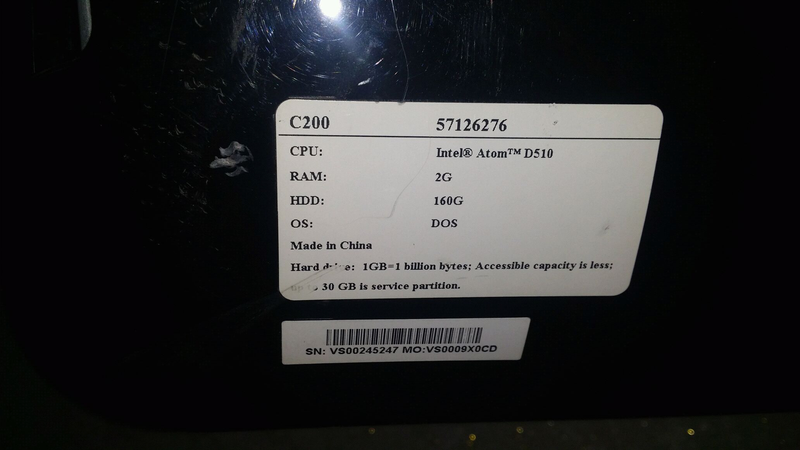 C200 57126276
CPU: Intel® Atom™ D510
RAM: 2G
HDD: 160G
OS: DOS
Made in China
Hard drive: 1GB=1 billion bytes; Accessible capacity is less;
30 GB is service partition.
SN: VS00245247 MO:VS0009X0CD